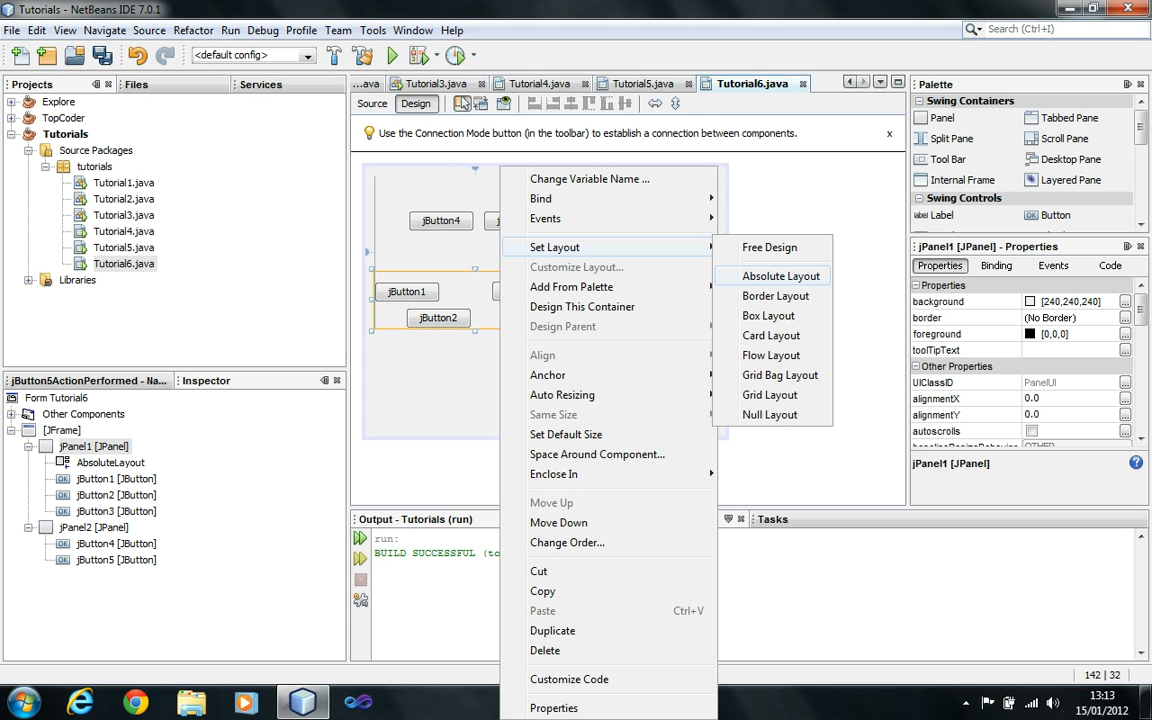 Tutorials - NetBeans IDE 7.0.1
File Edit View Navigate Source Refactor Run Debug Profile Team Tools Window Help
Search (Ctrl+I)
<default config>
Projects
Files
Services
Explore
TopCoder
Tutorials
Source Packages
tutorials
Tutorial1.java
Tutorial2.java
Tutorial3.java
Tutorial4.java
Tutorial5.java
Tutorial6.java
Libraries
jButton5ActionPerformed - Na...
Inspector
Form Tutorial6
Other Components
[JFrame]
jPanel1 [JPanel]
AbsoluteLayout
jButton1 [JButton]
jButton2 [JButton]
jButton3 [JButton]
jPanel2 [JPanel]
jButton4 [JButton]
jButton5 [JButton]
...ava
Tutorial3.java
Tutorial4.java
Tutorial5.java
Tutorial6.java
Source
Design
Use the Connection Mode button (in the toolbar) to establish a connection between components.
x
jButton4
j
jButton1
jButton2
Change Variable Name ...
Bind
Events
Set Layout
Customize Layout...
Add From Palette
Design This Container
Design Parent
Align
Anchor
Auto Resizing
Same Size
Set Default Size
Space Around Component...
Enclose In
Move Up
Move Down
Change Order...
Cut
Copy
Paste Ctrl+V
Duplicate
Delete
Customize Code
Properties
Free Design
Absolute Layout
Border Layout
Box Layout
Card Layout
Flow Layout
Grid Bag Layout
Grid Layout
Null Layout
Output - Tutorials (run)
run:
BUILD SUCCESSFUL (to
Tasks
Palette
Swing Containers
Panel
Tabbed Pane
Split Pane
Scroll Pane
Tool Bar
Desktop Pane
Internal Frame
Layered Pane
Swing Controls
label Label
OK Button
jPanel1 [JPanel] - Properties
Properties
Binding
Events
Code
Properties
background [240,240,240] ...
border (No Border) ...
foreground [0,0,0] ...
toolTipText ...
Other Properties
UIClassID PanelUI ...
alignmentX 0.0 ...
alignmentY 0.0 ...
autoscrolls ...
baselineResizeBehavior OTHER
jPanel1 [JPanel]
142 | 32
13:13
15/01/2012